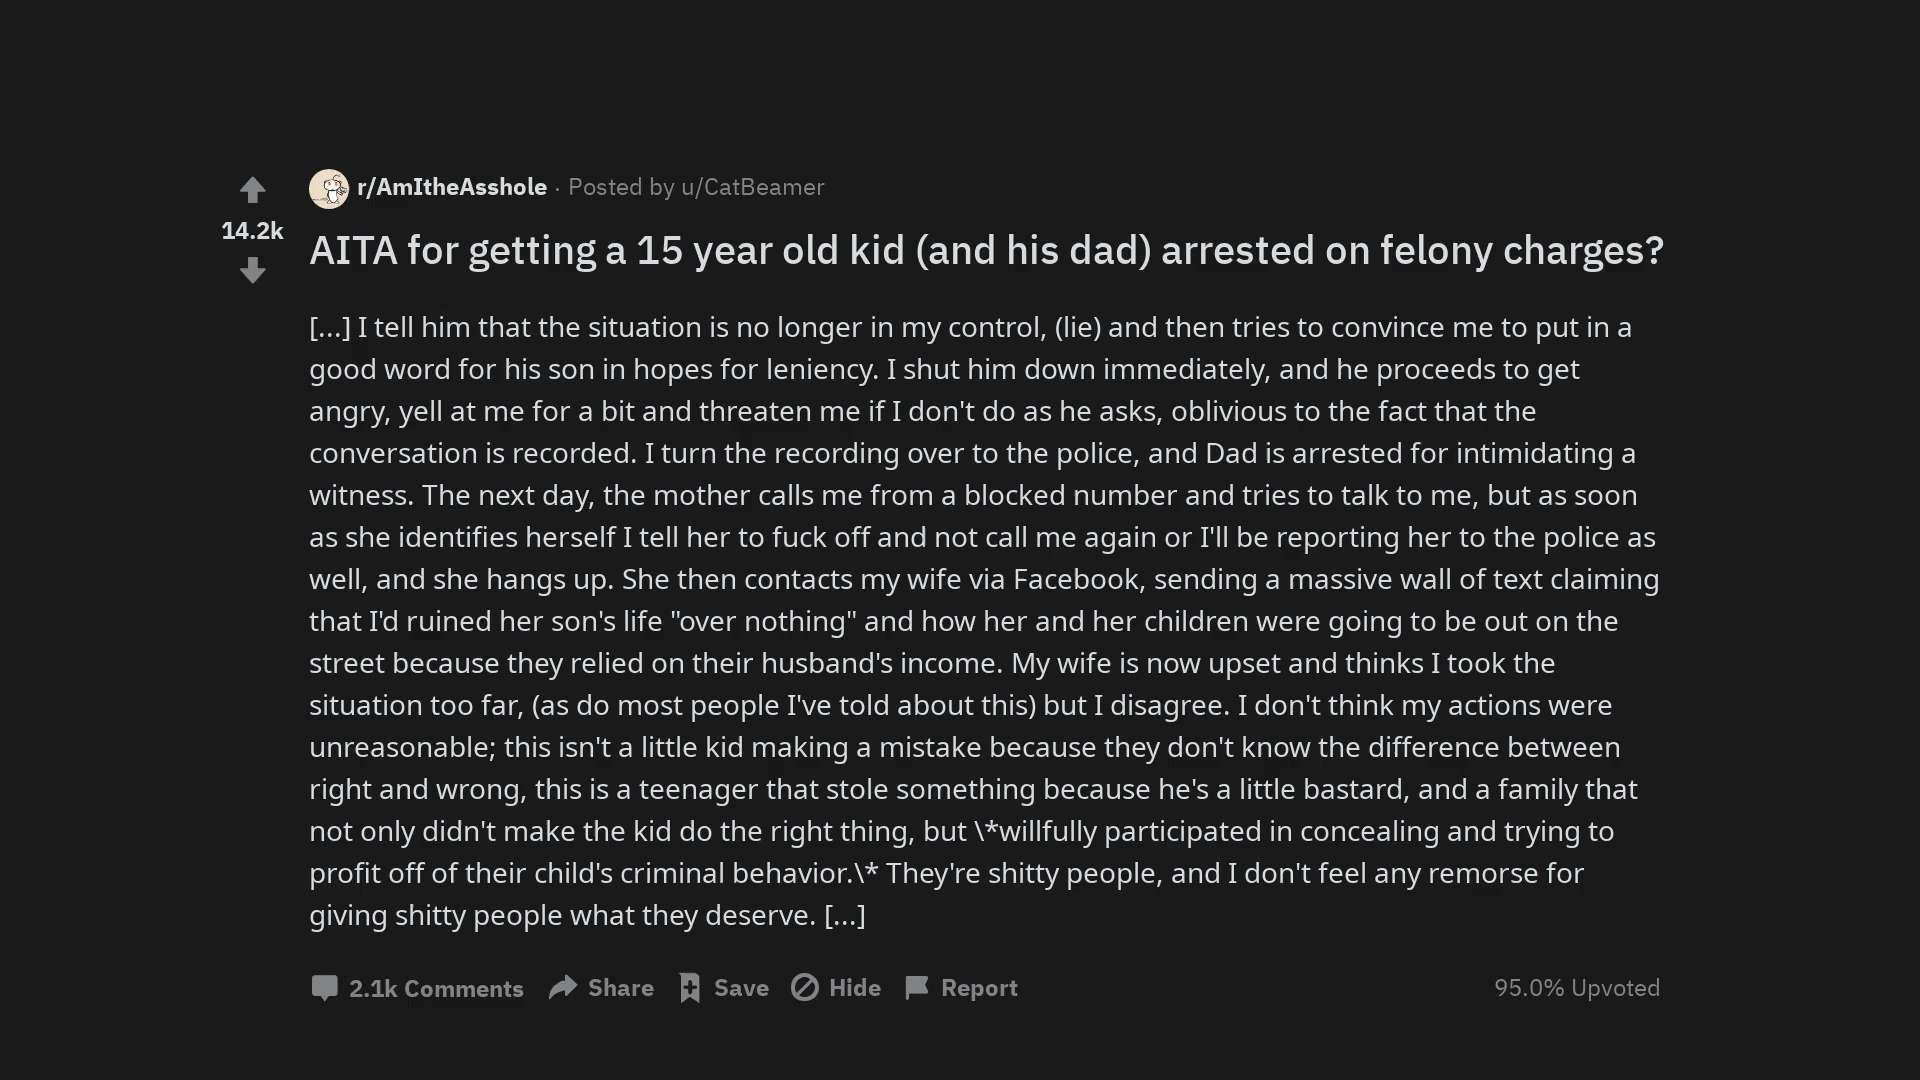 r/AmItheAsshole · Posted by u/CatBeamer
14.2k
AITA for getting a 15 year old kid (and his dad) arrested on felony charges?
[...] I tell him that the situation is no longer in my control, (lie) and then tries to convince me to put in a
good word for his son in hopes for leniency. I shut him down immediately, and he proceeds to get
angry, yell at me for a bit and threaten me if I don't do as he asks, oblivious to the fact that the
conversation is recorded. I turn the recording over to the police, and Dad is arrested for intimidating a
witness. The next day, the mother calls me from a blocked number and tries to talk to me, but as soon
as she identifies herself I tell her to fuck off and not call me again or I'll be reporting her to the police as
well, and she hangs up. She then contacts my wife via Facebook, sending a massive wall of text claiming
that I'd ruined her son's life "over nothing" and how her and her children were going to be out on the
street because they relied on their husband's income. My wife is now upset and thinks I took the
situation too far, (as do most people I've told about this) but I disagree. I don't think my actions were
unreasonable; this isn't a little kid making a mistake because they don't know the difference between
right and wrong, this is a teenager that stole something because he's a little bastard, and a family that
not only didn't make the kid do the right thing, but \*willfully participated in concealing and trying to
profit off of their child's criminal behavior.\* They're shitty people, and I don't feel any remorse for
giving shitty people what they deserve. [...]
2.1k Comments Share Save Hide Report 95.0% Upvoted